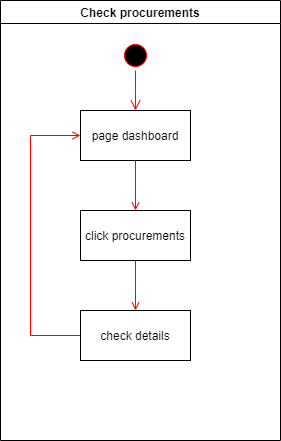 Check procurements
page dashboard
click procurements
check details